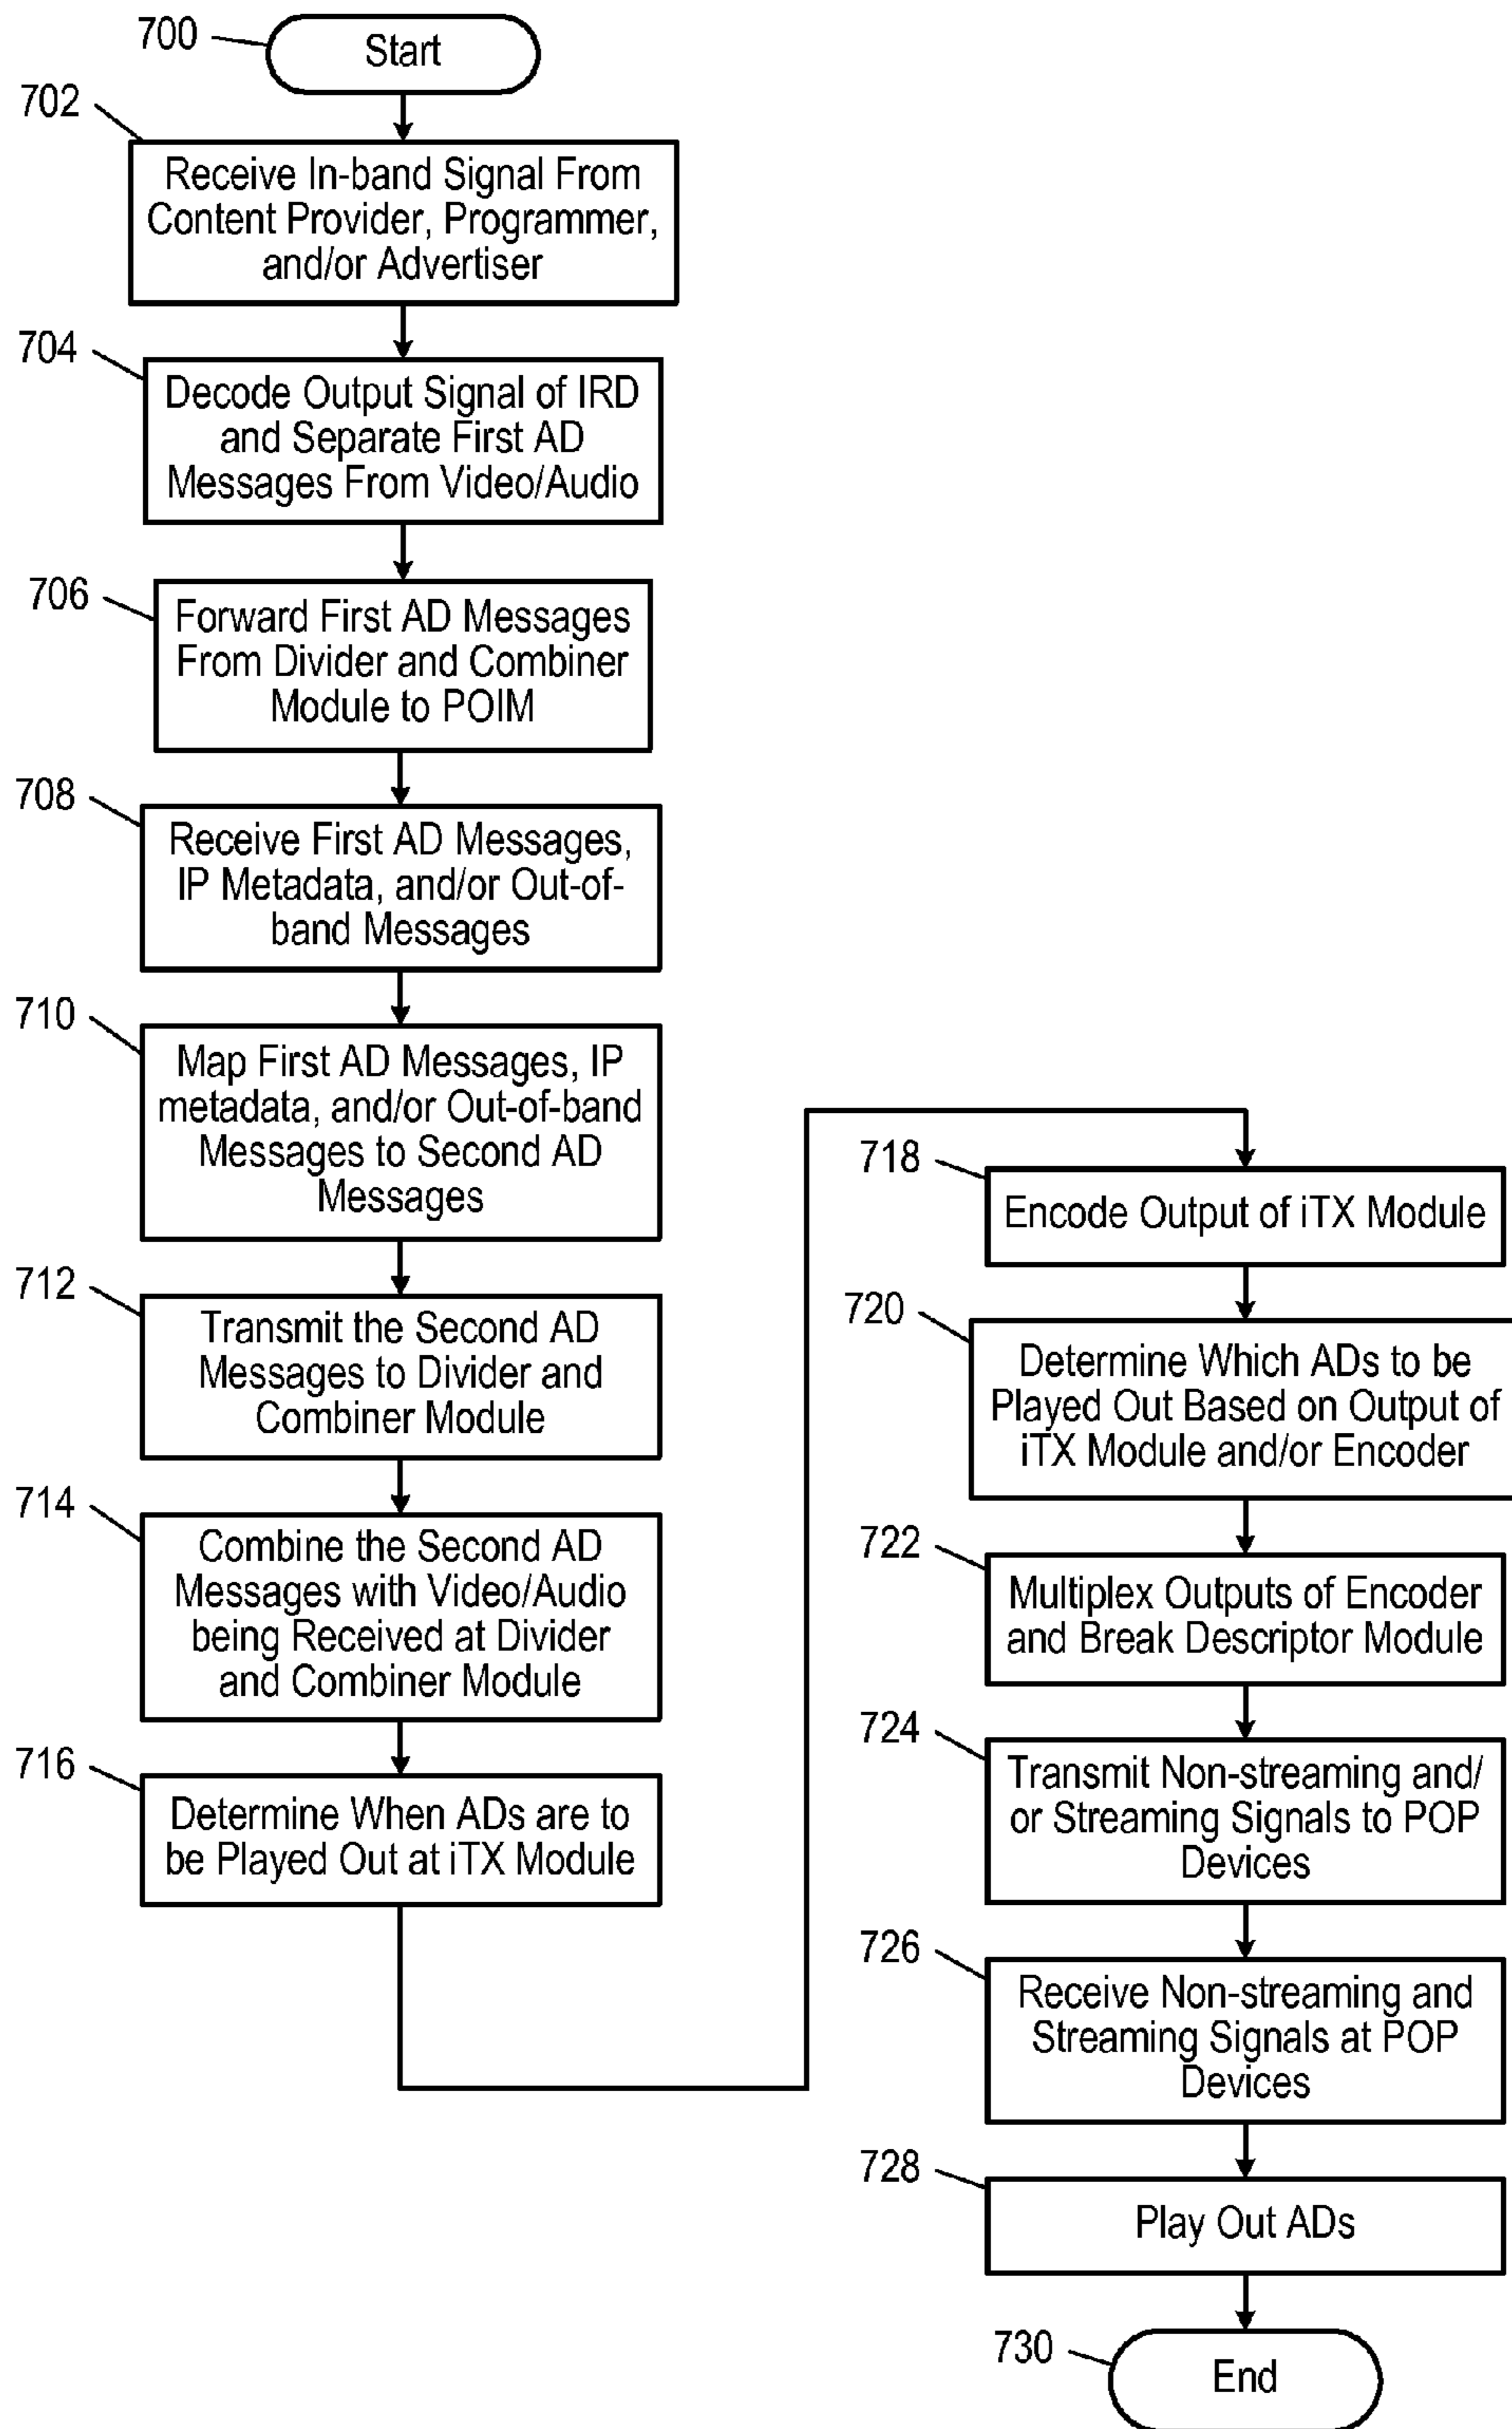 700
Start
702
Receive In-band Signal From
Content Provider, Programmer,
and/or Advertiser
704
Decode Output Signal of IRD
and Separate First AD
Messages From Video/Audio
706
Forward First AD Messages
From Divider and Combiner
Module to POIM
708
Receive First AD Messages,
IP Metadata, and/or Out-of-
band Messages
710
Map First AD Messages, IP
metadata, and/or Out-of-band
Messages to Second AD
Messages
712
Transmit the Second AD
Messages to Divider and
Combiner Module
714
Combine the Second AD
Messages with Video/Audio
being Received at Divider
and Combiner Module
716
Determine When ADs are to
be Played Out at iTX Module
718
Encode Output of iTX Module
720
Determine Which ADs to be
Played Out Based on Output of
iTX Module and/or Encoder
722
Multiplex Outputs of Encoder
and Break Descriptor Module
724
Transmit Non-streaming and/
or Streaming Signals to POP
Devices
726
Receive Non-streaming and
Streaming Signals at POP
Devices
728
Play Out ADs
730
End